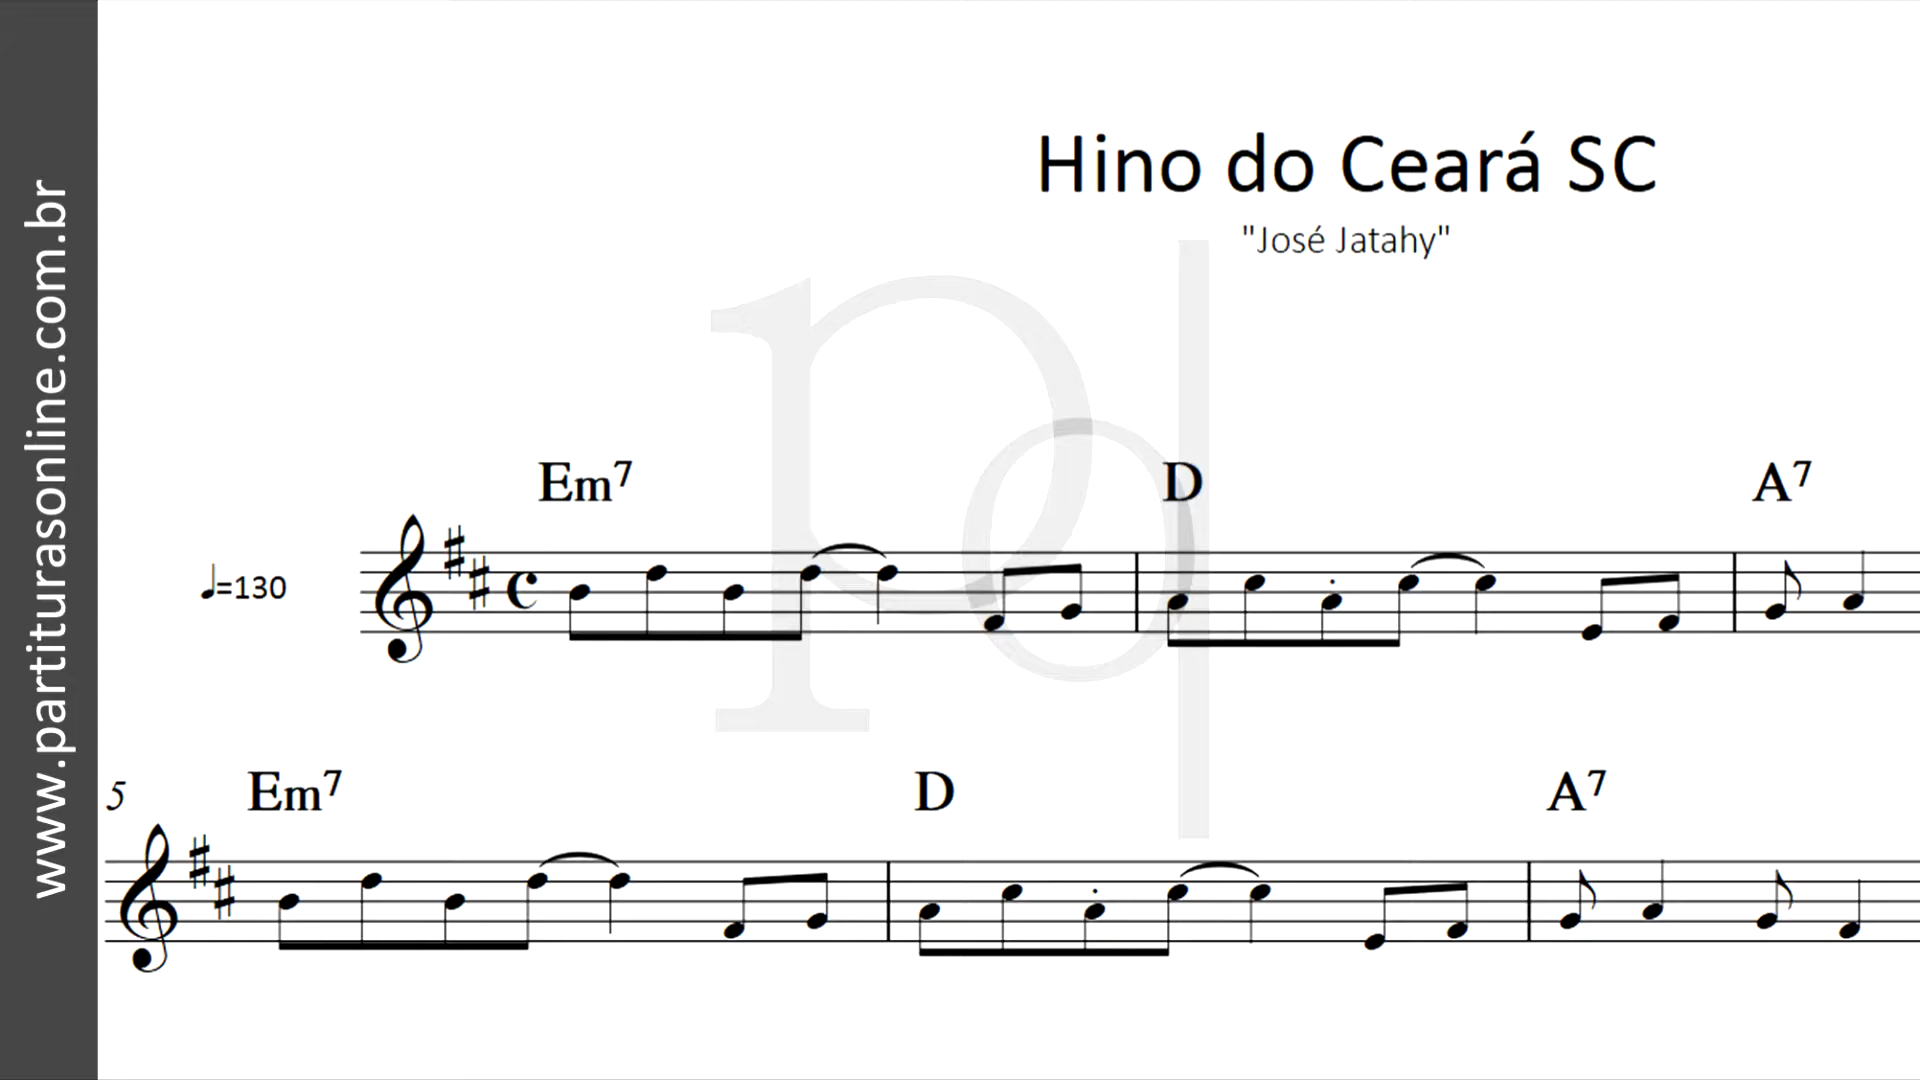 www.partiturasonline.com.br
Hino do Ceará SC
"José Jatahy"
Em7 D A7
♩=130
5 Em7 D A7